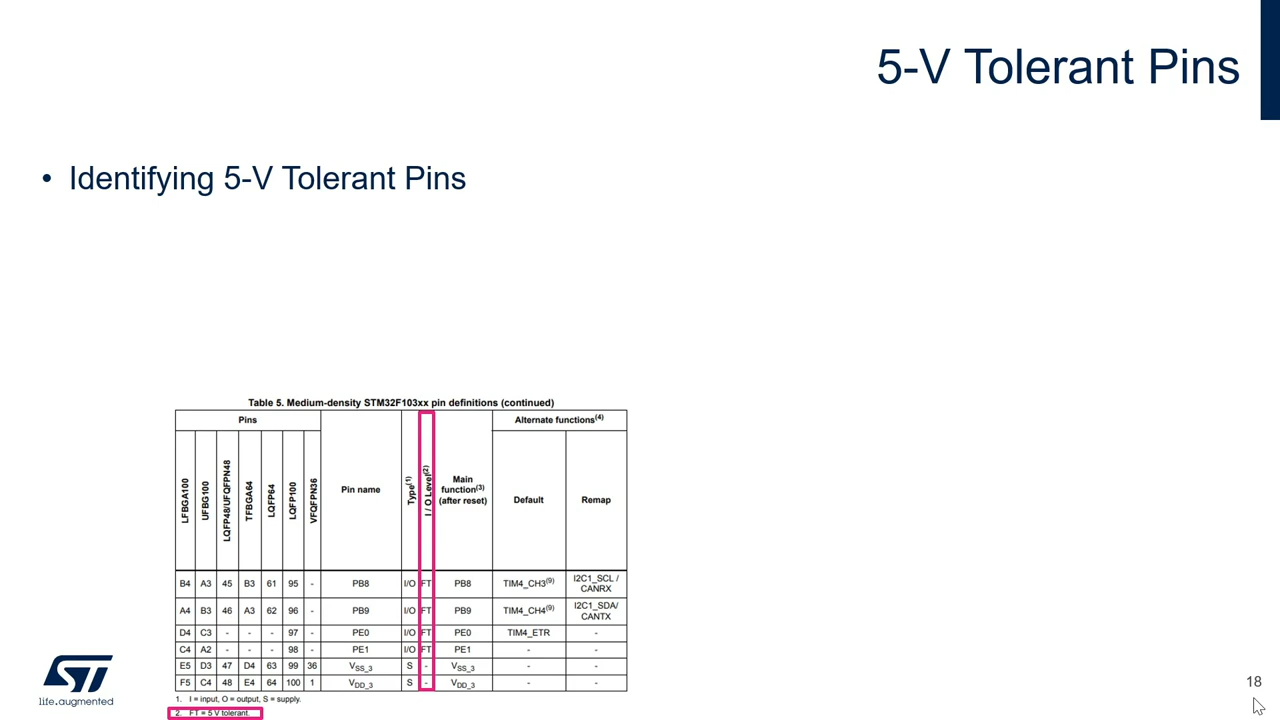 5-V Tolerant Pins
• Identifying 5-V Tolerant Pins
Table 5. Medium-density STM32F103xx pin definitions (continued)
Pins Alternate functions(4)
LFBGA100 UFBG100 LQFP48/UFQFPN48 TFBGA64 LQFP64 LQFP100 VFQFPN36 Pin name Type(1) I / O Level(2) Main function(3) (after reset) Default Remap
B4 A3 45 B3 61 95 - PB8 I/O FT PB8 TIM4_CH3(9) I2C1_SCL / CANRX
A4 B3 46 A3 62 96 - PB9 I/O FT PB9 TIM4_CH4(9) I2C1_SDA/ CANTX
D4 C3 - - - 97 - PE0 I/O FT PE0 TIM4_ETR -
C4 A2 - - - 98 - PE1 I/O FT PE1 - -
E5 D3 47 D4 63 99 36 VSS_3 S - VSS_3 - -
F5 C4 48 E4 64 100 1 VDD_3 S - VDD_3 - -
1. I = input, O = output, S = supply.
2. FT = 5 V tolerant.
ST
life.augmented
18